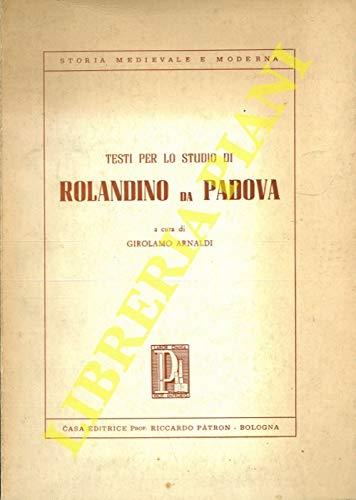 STORIA MEDIEVALE E MODERNA
TESTI PER LO STUDIO DI
ROLANDINO DA PADOVA
a cura di
GIROLAMO ARNALDI
CASA EDITRICE PROF. RICCARDO PÀTRON - BOLOGNA
LIBRERIA PIANI